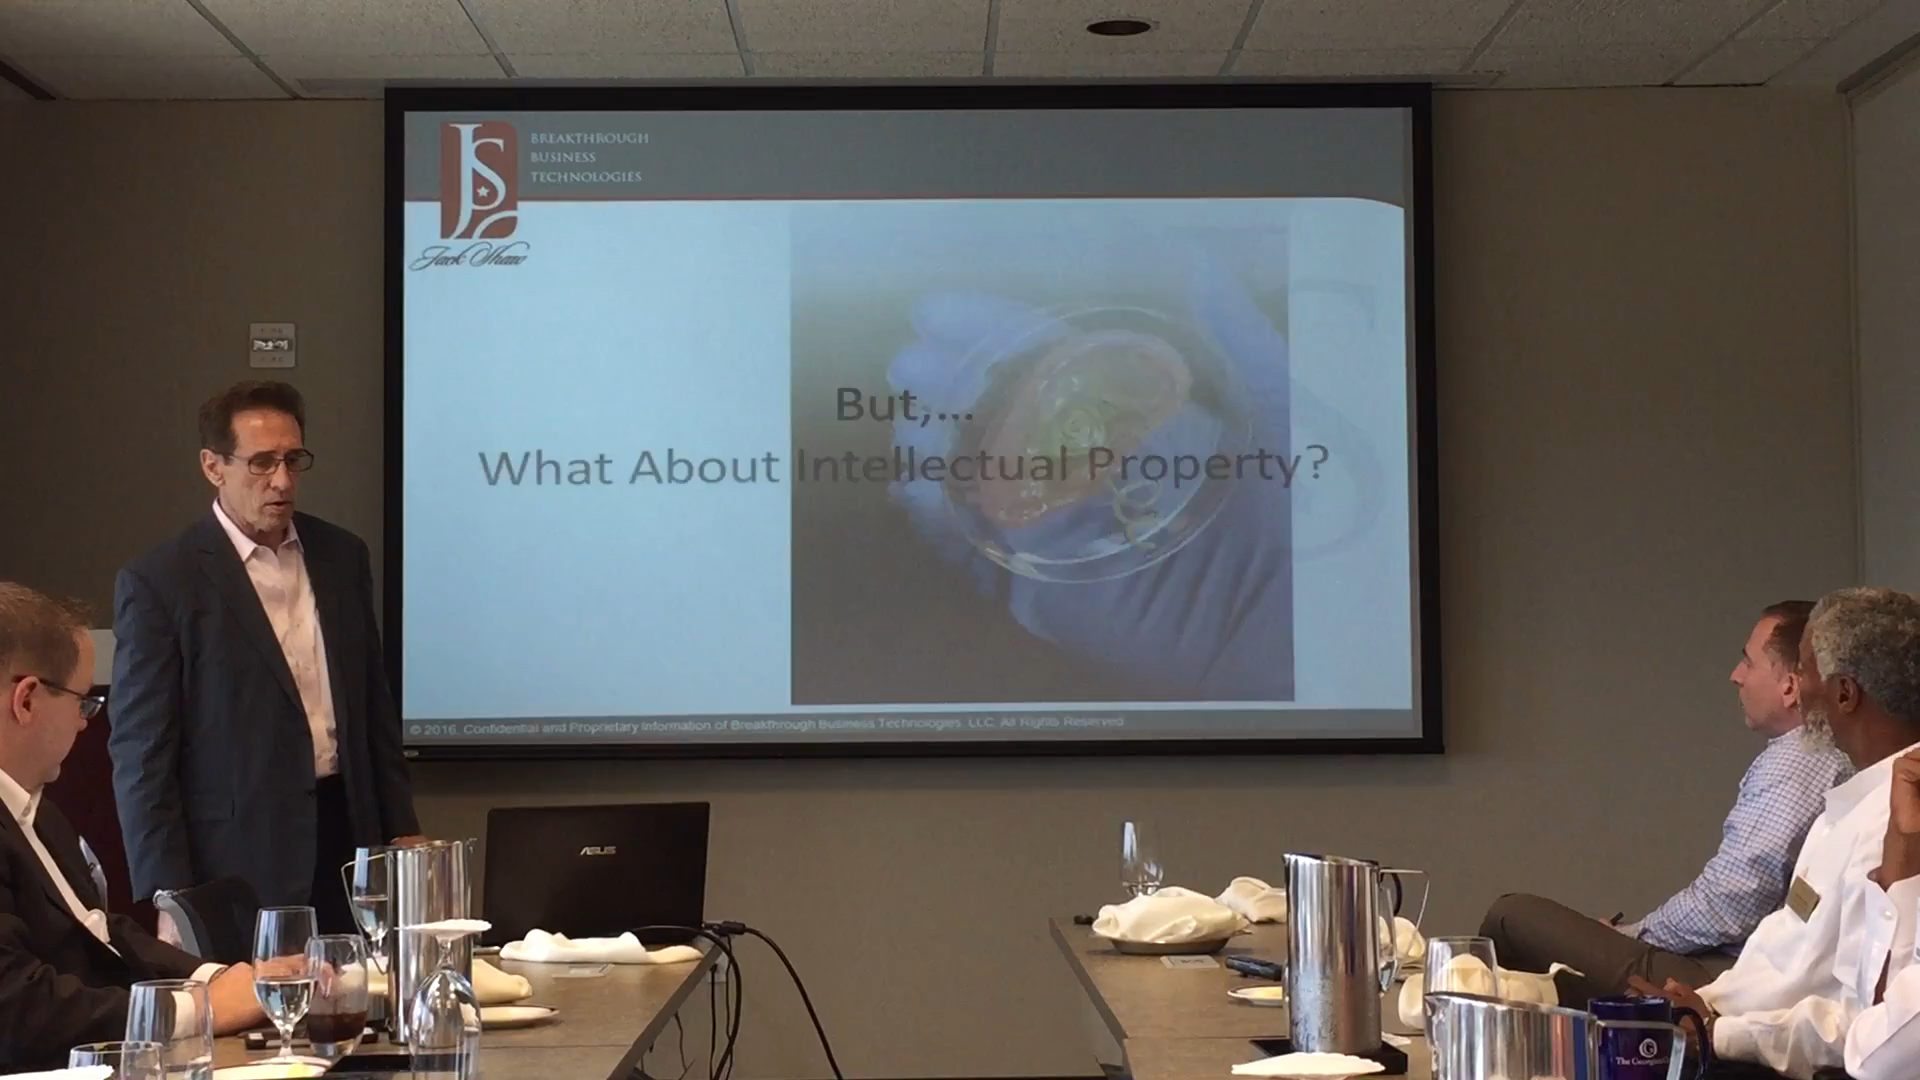 JS
BREAKTHROUGH
BUSINESS
TECHNOLOGIES
Jack Shaw
But,...
What About Intellectual Property?
© 2016. Confidential and Proprietary Information of Breakthrough Business Technologies, LLC. All Rights Reserved
ASUS
G